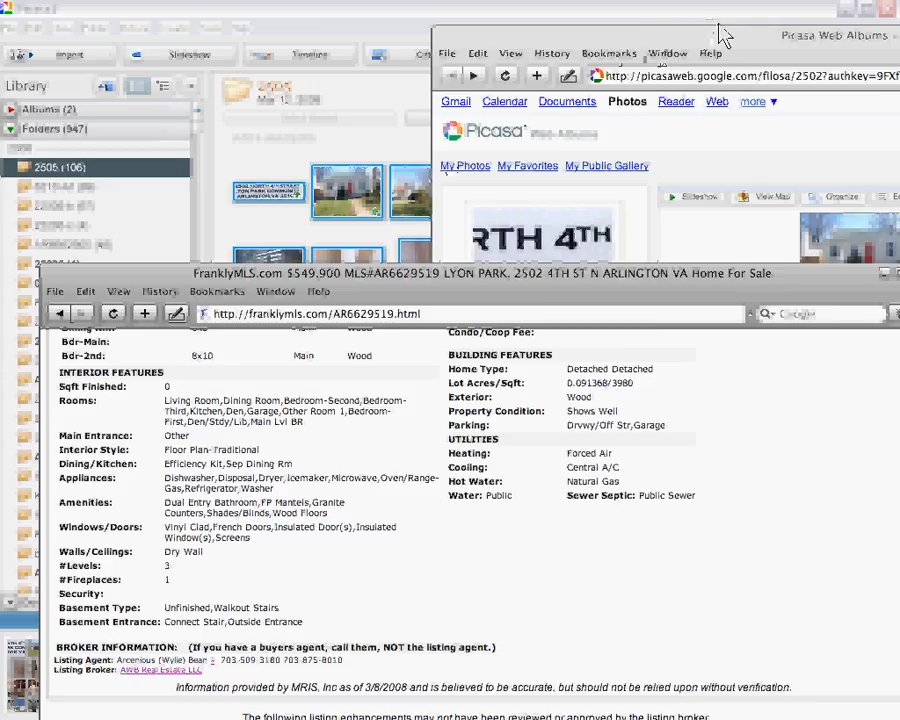 Import
Slideshow
Timeline
Library
Albums (2)
Folders (947)
2505 (106)
2505
Picasa Web Albums
File Edit View History Bookmarks Window Help
http://picasaweb.google.com/filosa/2502?authkey=9FXf
Gmail Calendar Documents Photos Reader Web more ▼
Picasa Web Albums
My Photos My Favorites My Public Gallery
Slideshow View Map Organize
RTH 4TH
FranklyMLS.com $$549,900 MLS#AR6629519 LYON PARK, 2502 4TH ST N ARLINGTON VA Home For Sale
File Edit View History Bookmarks Window Help
http://franklymls.com/AR6629519.html
Google
Condo/Coop Fee:
Bdr-Main:
Bdr-2nd: 8x10 Main Wood
INTERIOR FEATURES
Sqft Finished: 0
Rooms: Living Room,Dining Room,Bedroom-Second,Bedroom-
Third,Kitchen,Den,Garage,Other Room 1,Bedroom-
First,Den/Stdy/Lib,Main Lvl BR
Main Entrance: Other
Interior Style: Floor Plan-Traditional
Dining/Kitchen: Efficiency Kit,Sep Dining Rm
Appliances: Dishwasher,Disposal,Dryer,Icemaker,Microwave,Oven/Range-
Gas,Refrigerator,Washer
Amenities: Dual Entry Bathroom,FP Mantels,Granite
Counters,Shades/Blinds,Wood Floors
Windows/Doors: Vinyl Clad,French Doors,Insulated Door(s),Insulated
Window(s),Screens
Walls/Ceilings: Dry Wall
#Levels: 3
#Fireplaces: 1
Security:
Basement Type: Unfinished,Walkout Stairs
Basement Entrance: Connect Stair,Outside Entrance
BUILDING FEATURES
Home Type: Detached Detached
Lot Acres/Sqft: 0.091368/3980
Exterior: Wood
Property Condition: Shows Well
Parking: Drvwy/Off Str,Garage
UTILITIES
Heating: Forced Air
Cooling: Central A/C
Hot Water: Natural Gas
Water: Public Sewer Septic: Public Sewer
BROKER INFORMATION: (If you have a buyers agent, call them, NOT the listing agent.)
Listing Agent: Arcenious (Wylie) Bean - 703-509-3180 703-875-8010
Listing Broker: AWB Real Estate LLC
Information provided by MRIS, Inc as of 3/8/2008 and is believed to be accurate, but should not be relied upon without verification.
The following listing enhancements may not have been reviewed or approved by the listing broker.